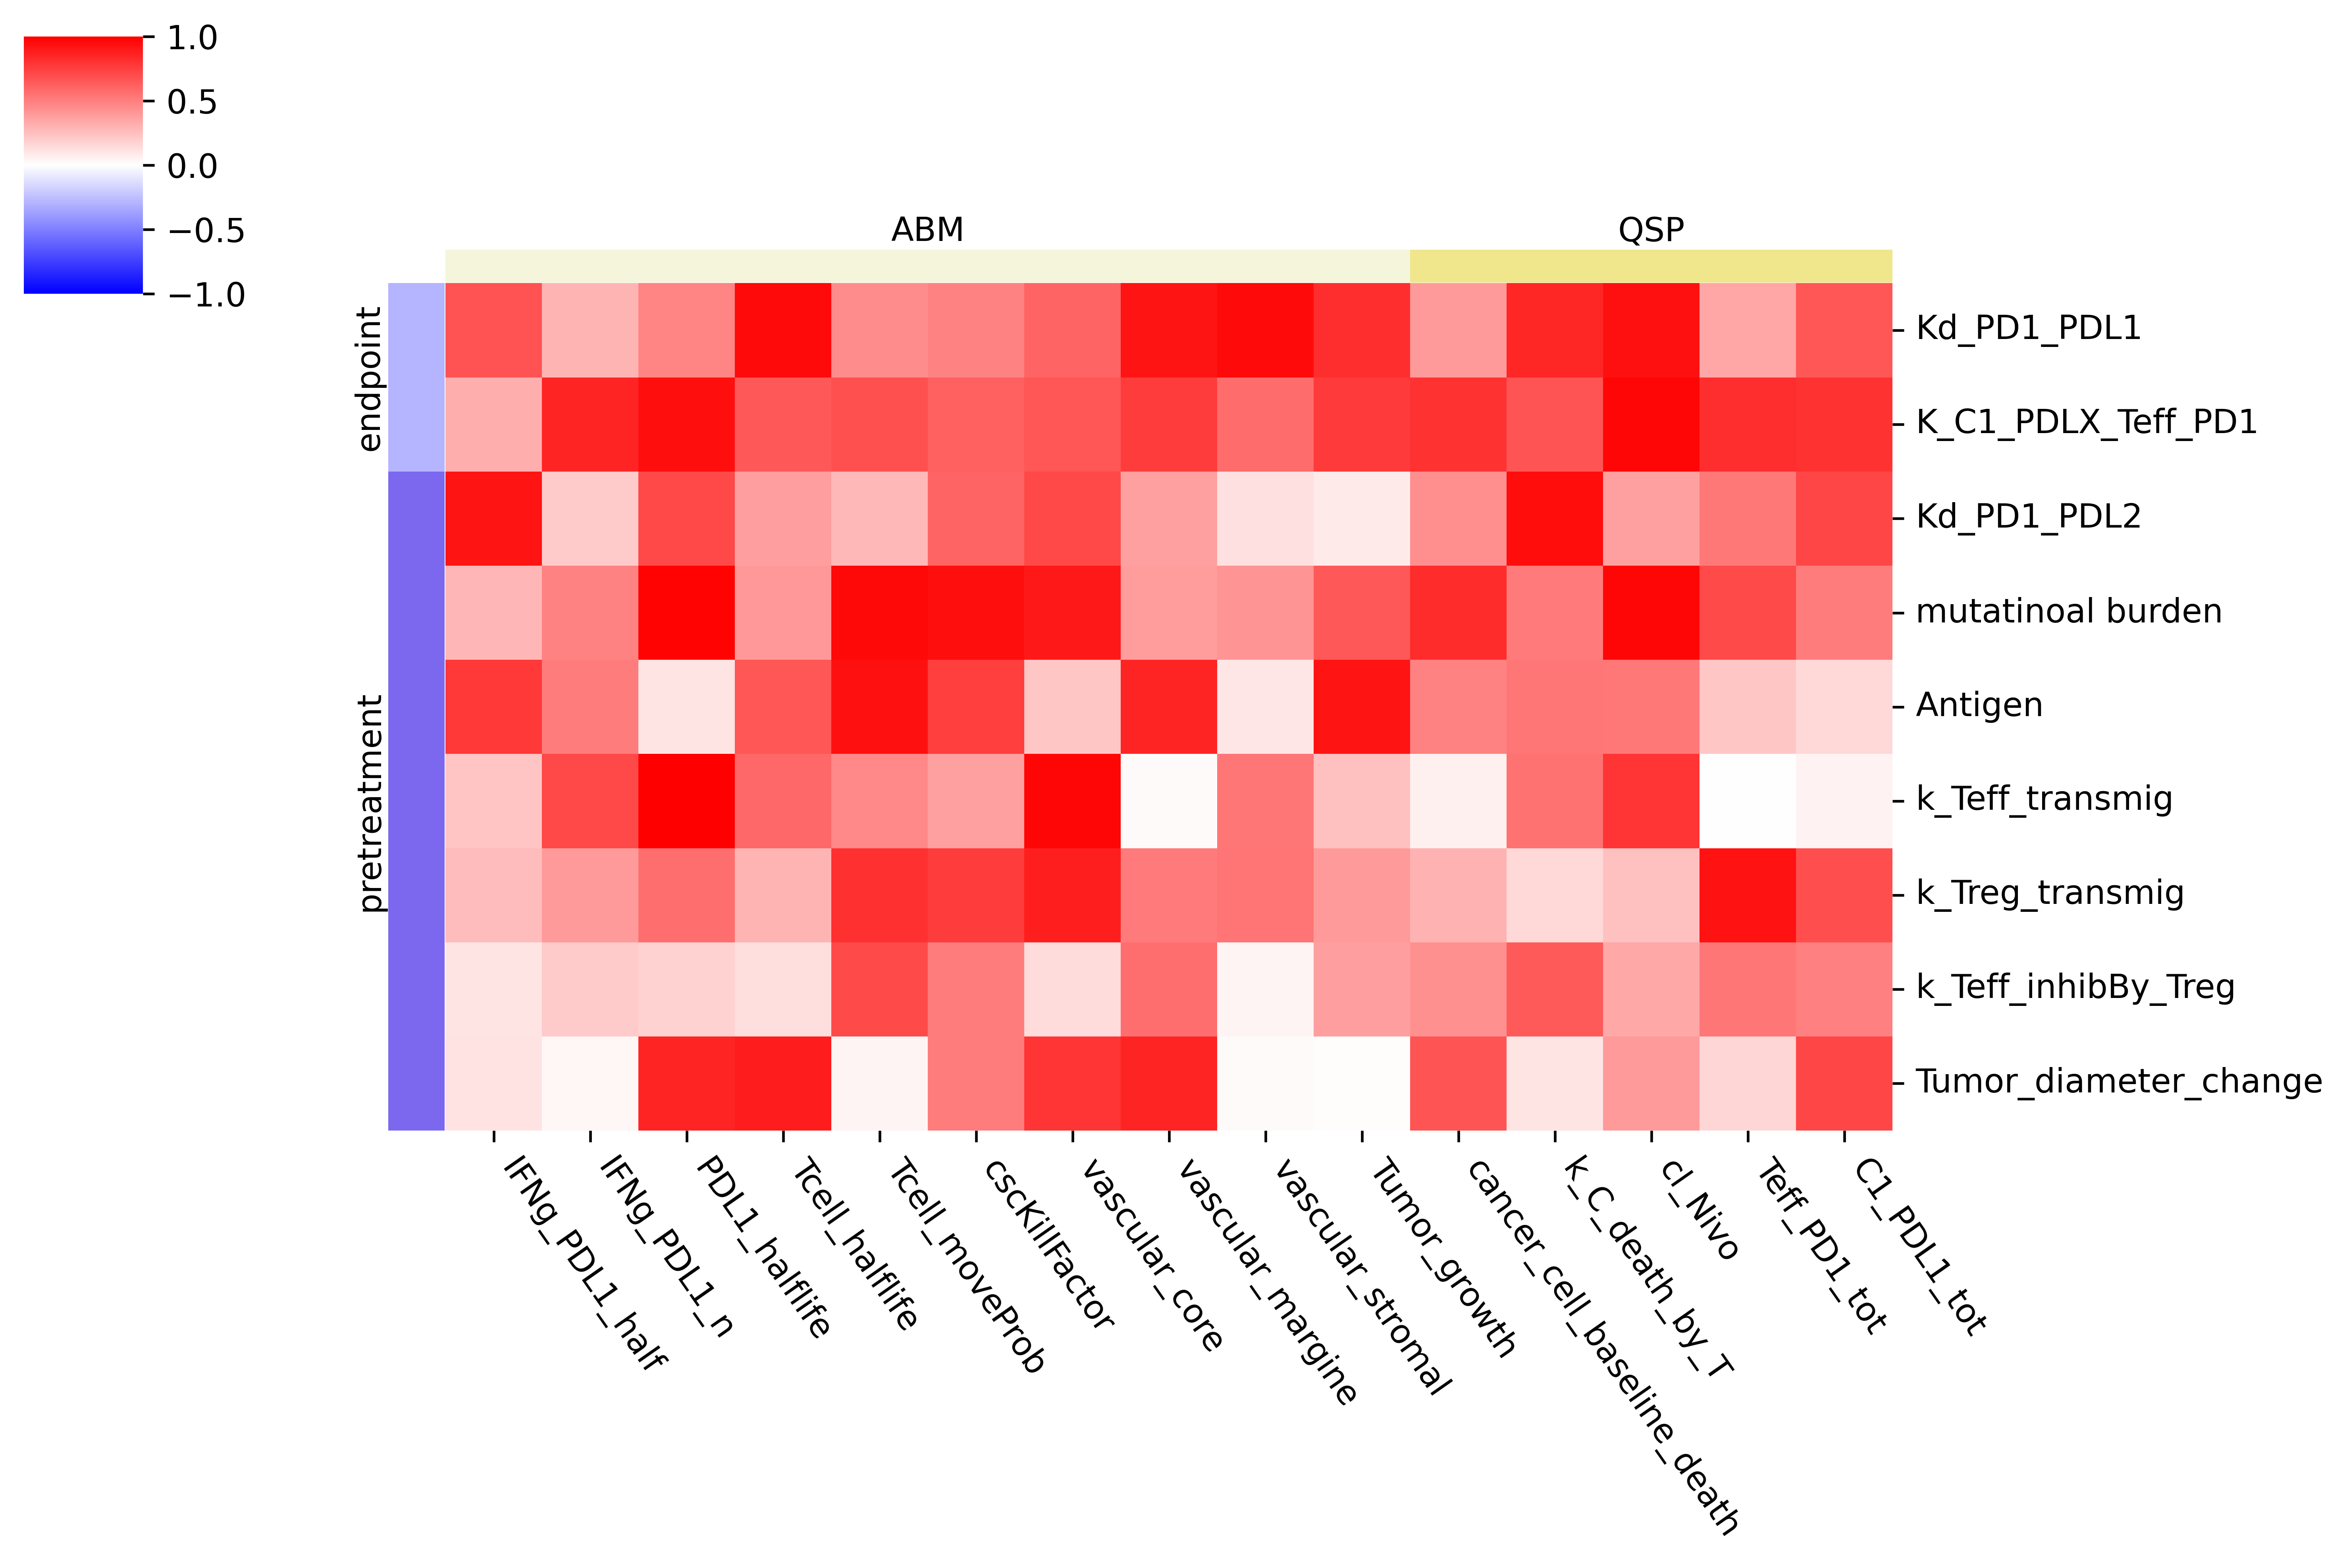 1.0
0.5
0.0
−0.5
−1.0
ABM
QSP
endpoint
pretreatment
Kd_PD1_PDL1
K_C1_PDLX_Teff_PD1
Kd_PD1_PDL2
mutatinoal burden
Antigen
k_Teff_transmig
k_Treg_transmig
k_Teff_inhibBy_Treg
Tumor_diameter_change
IFNg_PDL1_half
IFNg_PDL1_n
PDL1_halflife
Tcell_halflife
Tcell_moveProb
cscKillFactor
vascular_core
vascular_margine
vascular_stromal
Tumor_growth
cancer_cell_baseline_death
k_C_death_by_T
cl_Nivo
Teff_PD1_tot
C1_PDL1_tot